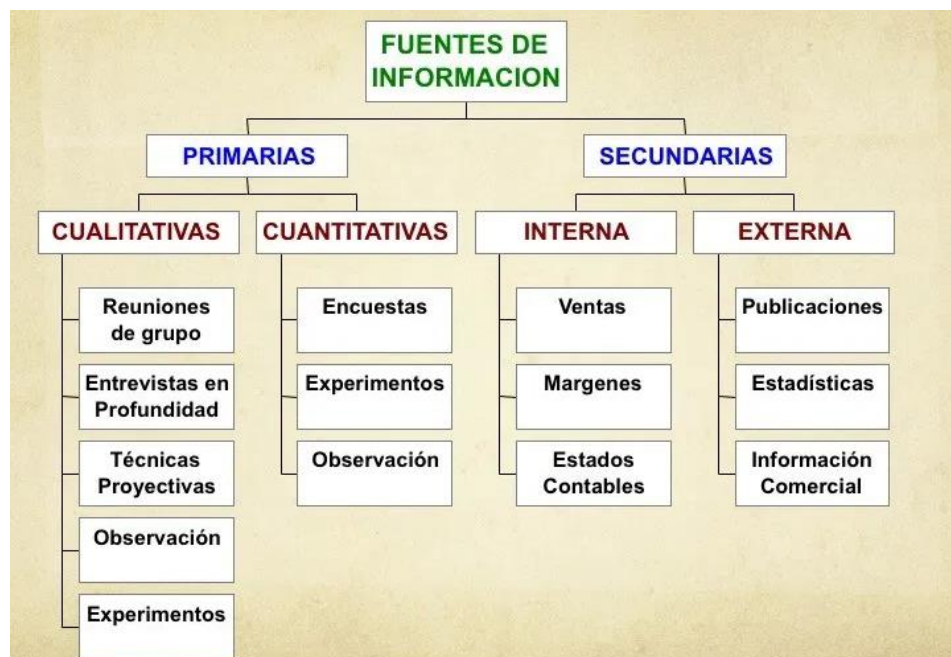 FUENTES DE
INFORMACION
PRIMARIAS
SECUNDARIAS
CUALITATIVAS
CUANTITATIVAS
INTERNA
EXTERNA
Reuniones
de grupo
Entrevistas en
Profundidad
Técnicas
Proyectivas
Observación
Experimentos
Encuestas
Experimentos
Observación
Ventas
Margenes
Estados
Contables
Publicaciones
Estadísticas
Información
Comercial